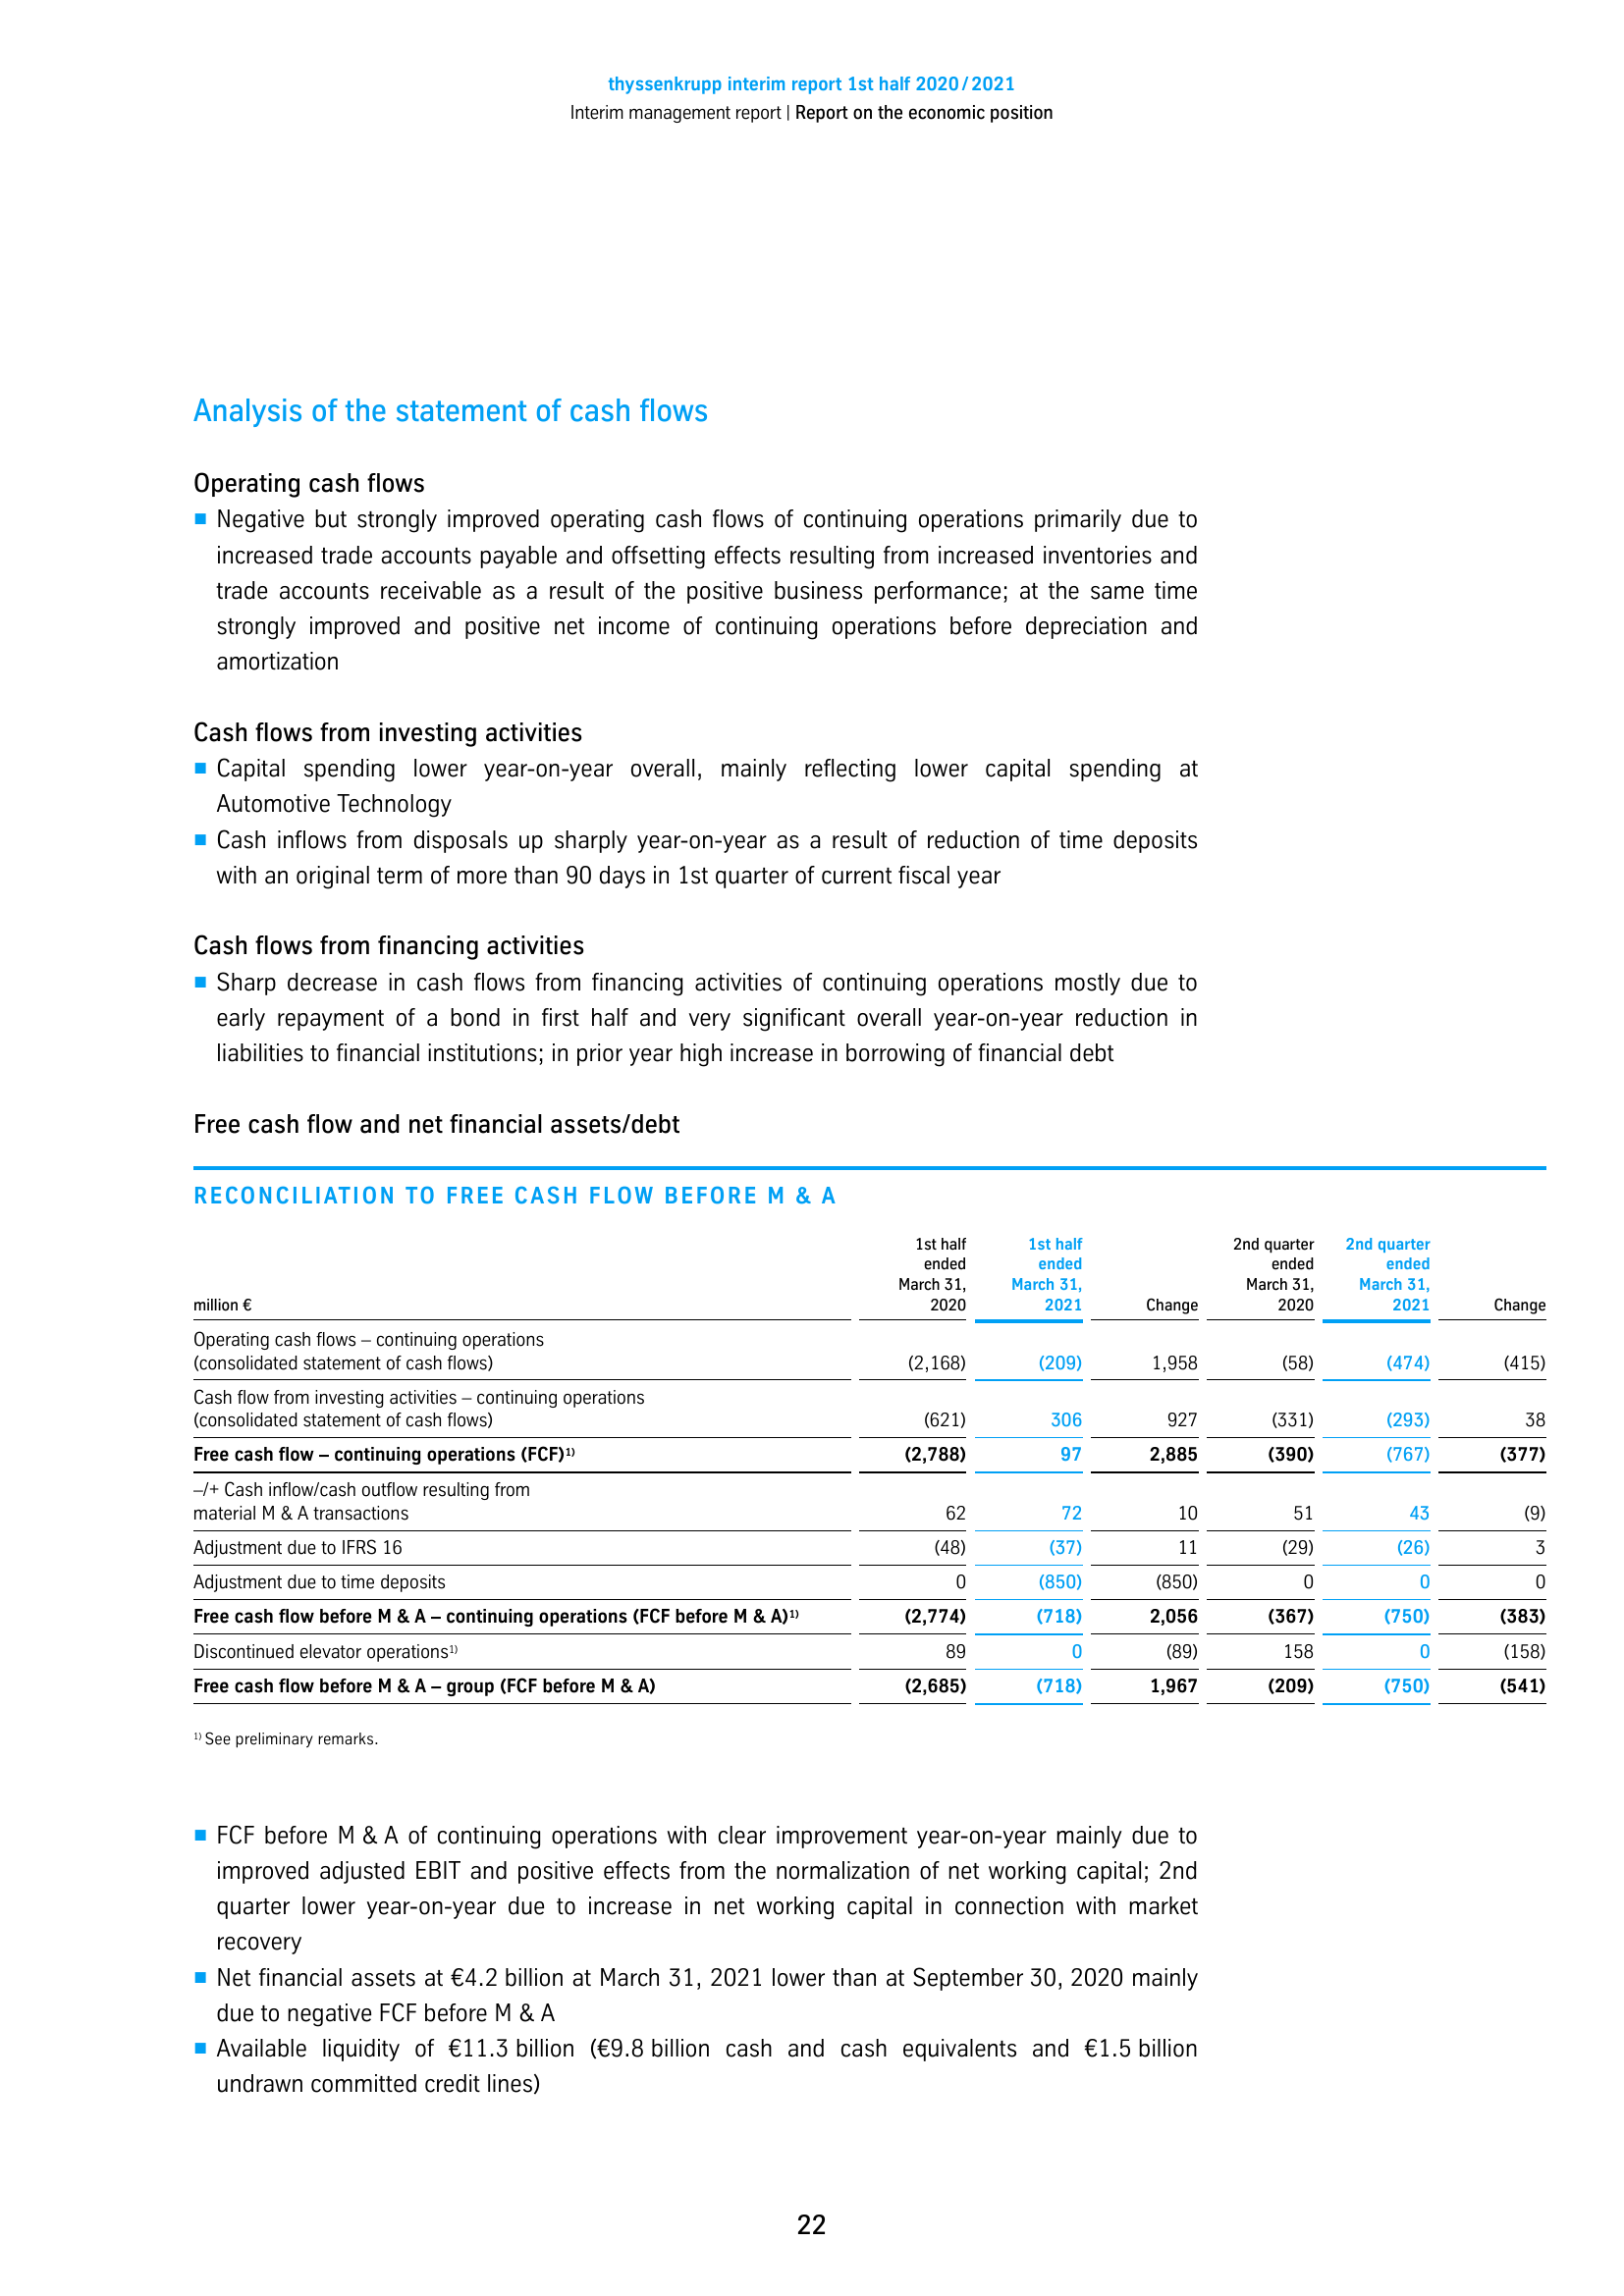 thyssenkrupp interim report 1st half 2020 / 2021
Interim management report | Report on the economic position
Analysis of the statement of cash flows
Operating cash flows
■ Negative but strongly improved operating cash flows of continuing operations primarily due to
increased trade accounts payable and offsetting effects resulting from increased inventories and
trade accounts receivable as a result of the positive business performance; at the same time
strongly improved and positive net income of continuing operations before depreciation and
amortization
Cash flows from investing activities
■ Capital spending lower year-on-year overall, mainly reflecting lower capital spending at
Automotive Technology
■ Cash inflows from disposals up sharply year-on-year as a result of reduction of time deposits
with an original term of more than 90 days in 1st quarter of current fiscal year
Cash flows from financing activities
■ Sharp decrease in cash flows from financing activities of continuing operations mostly due to
early repayment of a bond in first half and very significant overall year-on-year reduction in
liabilities to financial institutions; in prior year high increase in borrowing of financial debt
Free cash flow and net financial assets/debt
RECONCILIATION TO FREE CASH FLOW BEFORE M & A
1st half 1st half 2nd quarter 2nd quarter
ended ended ended ended
March 31, March 31, March 31, March 31,
million € 2020 2021 Change 2020 2021 Change
Operating cash flows – continuing operations
(consolidated statement of cash flows) (2,168) (209) 1,958 (58) (474) (415)
Cash flow from investing activities – continuing operations
(consolidated statement of cash flows) (621) 306 927 (331) (293) 38
Free cash flow – continuing operations (FCF)1) (2,788) 97 2,885 (390) (767) (377)
–/+ Cash inflow/cash outflow resulting from
material M & A transactions 62 72 10 51 43 (9)
Adjustment due to IFRS 16 (48) (37) 11 (29) (26) 3
Adjustment due to time deposits 0 (850) (850) 0 0 0
Free cash flow before M & A – continuing operations (FCF before M & A)1) (2,774) (718) 2,056 (367) (750) (383)
Discontinued elevator operations1) 89 0 (89) 158 0 (158)
Free cash flow before M & A – group (FCF before M & A) (2,685) (718) 1,967 (209) (750) (541)
1) See preliminary remarks.
■ FCF before M & A of continuing operations with clear improvement year-on-year mainly due to
improved adjusted EBIT and positive effects from the normalization of net working capital; 2nd
quarter lower year-on-year due to increase in net working capital in connection with market
recovery
■ Net financial assets at €4.2 billion at March 31, 2021 lower than at September 30, 2020 mainly
due to negative FCF before M & A
■ Available liquidity of €11.3 billion (€9.8 billion cash and cash equivalents and €1.5 billion
undrawn committed credit lines)
22